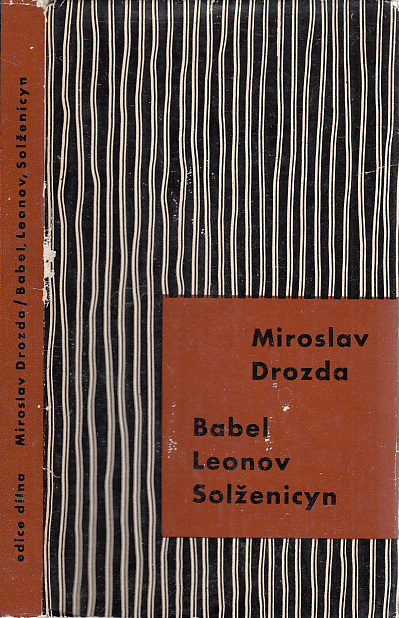 edice dílna Miroslav Drozda/Babel, Leonov, Solženicyn
Miroslav
Drozda
Babel
Leonov
Solženicyn